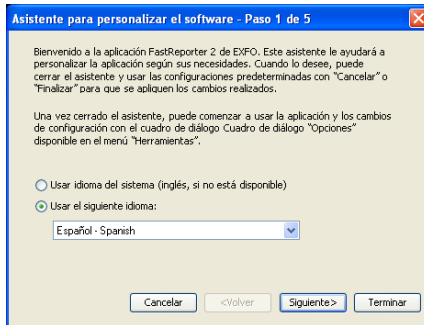 Asistente para personalizar el software - Paso 1 de 5
Bienvenido a la aplicación FastReporter 2 de EXFO. Este asistente le ayudará a
personalizar la aplicación según sus necesidades. Cuando lo desee, puede
cerrar el asistente y usar las configuraciones predeterminadas con "Cancelar" o
"Finalizar" para que se apliquen los cambios realizados.
Una vez cerrado el asistente, puede comenzar a usar la aplicación y los cambios
de configuración con el cuadro de diálogo Cuadro de diálogo "Opciones"
disponible en el menú "Herramientas".
Usar idioma del sistema (inglés, si no está disponible)
Usar el siguiente idioma:
Español - Spanish
Cancelar <Volver Siguiente> Terminar